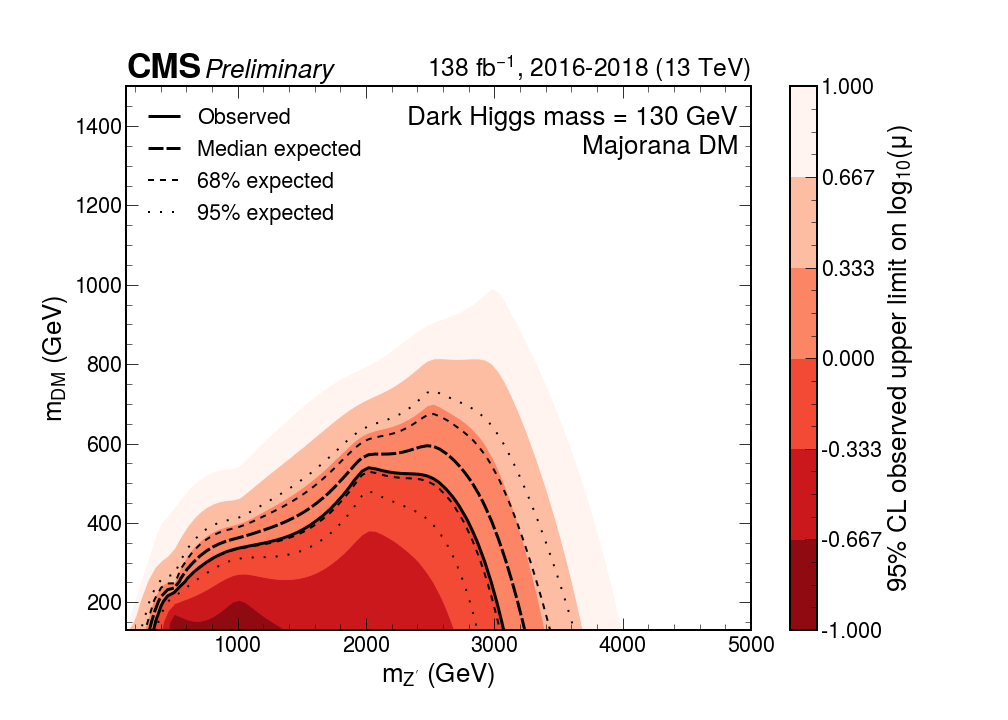 CMS Preliminary
138 fb⁻¹, 2016-2018 (13 TeV)
Observed
Median expected
68% expected
95% expected
Dark Higgs mass = 130 GeV
Majorana DM
1400
1200
1000
800
600
400
200
m_DM (GeV)
1000 2000 3000 4000 5000
m_Z′ (GeV)
1.000
0.667
0.333
0.000
-0.333
-0.667
-1.000
95% CL observed upper limit on log₁₀(μ)